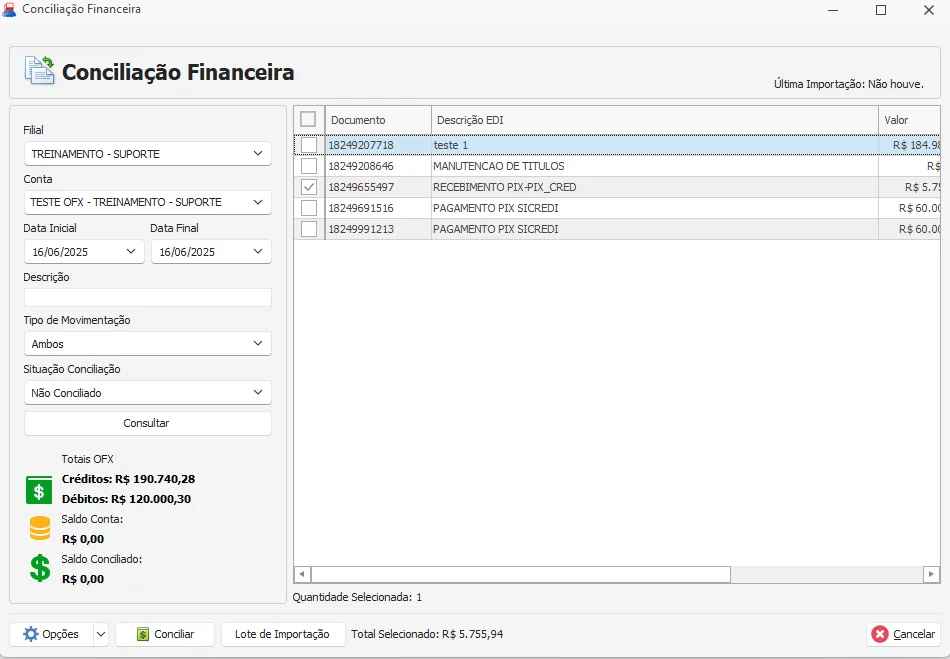 Conciliação Financeira
Conciliação Financeira
Última Importação: Não houve.
Filial
TREINAMENTO - SUPORTE
Conta
TESTE OFX - TREINAMENTO - SUPORTE
Data Inicial Data Final
16/06/2025 16/06/2025
Descrição
Tipo de Movimentação
Ambos
Situação Conciliação
Não Conciliado
Consultar
Totais OFX
Créditos: R$ 190.740,28
Débitos: R$ 120.000,30
Saldo Conta:
R$ 0,00
Saldo Conciliado:
R$ 0,00
Documento Descrição EDI Valor
18249207718 teste 1 R$ 184.98
18249208646 MANUTENCAO DE TITULOS R$
18249655497 RECEBIMENTO PIX-PIX_CRED R$ 5.75
18249691516 PAGAMENTO PIX SICREDI R$ 60.00
18249991213 PAGAMENTO PIX SICREDI R$ 60.00
Quantidade Selecionada: 1
Opções Conciliar Lote de Importação Total Selecionado: R$ 5.755,94 Cancelar